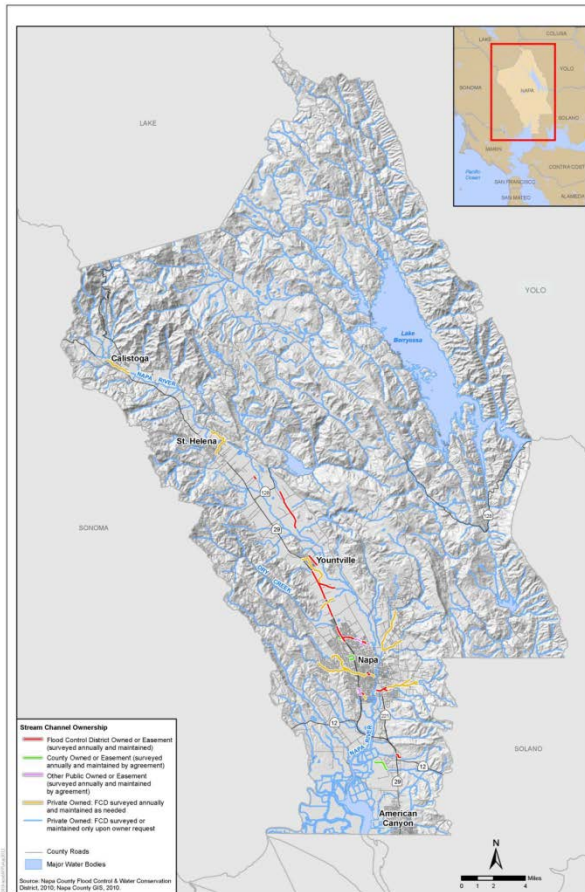 LAKE
COLUSA
YOLO
SONOMA
NAPA
SOLANO
MARIN
CONTRA COSTA
Pacific
Ocean
SAN FRANCISCO
SAN MATEO
ALAMEDA
LAKE
YOLO
Lake
Berryessa
Calistoga
NAPA RIVER
St. Helena
128
128
29
SONOMA
Yountville
DRY CREEK
Napa
221
12
NAPA RIVER
12
29
SOLANO
American
Canyon
Stream Channel Ownership
Flood Control District Owned or Easement
(surveyed annually and maintained)
County Owned or Easement (surveyed
annually and maintained by agreement)
Other Public Owned or Easement
(surveyed annually and maintained
by agreement)
Private Owned: FCD surveyed annually
and maintained as needed
Private Owned: FCD surveyed or
maintained only upon owner request
County Roads
Major Water Bodies
Source: Napa County Flood Control & Water Conservation
District, 2010; Napa County GIS, 2010.
N
Miles
0 2 4